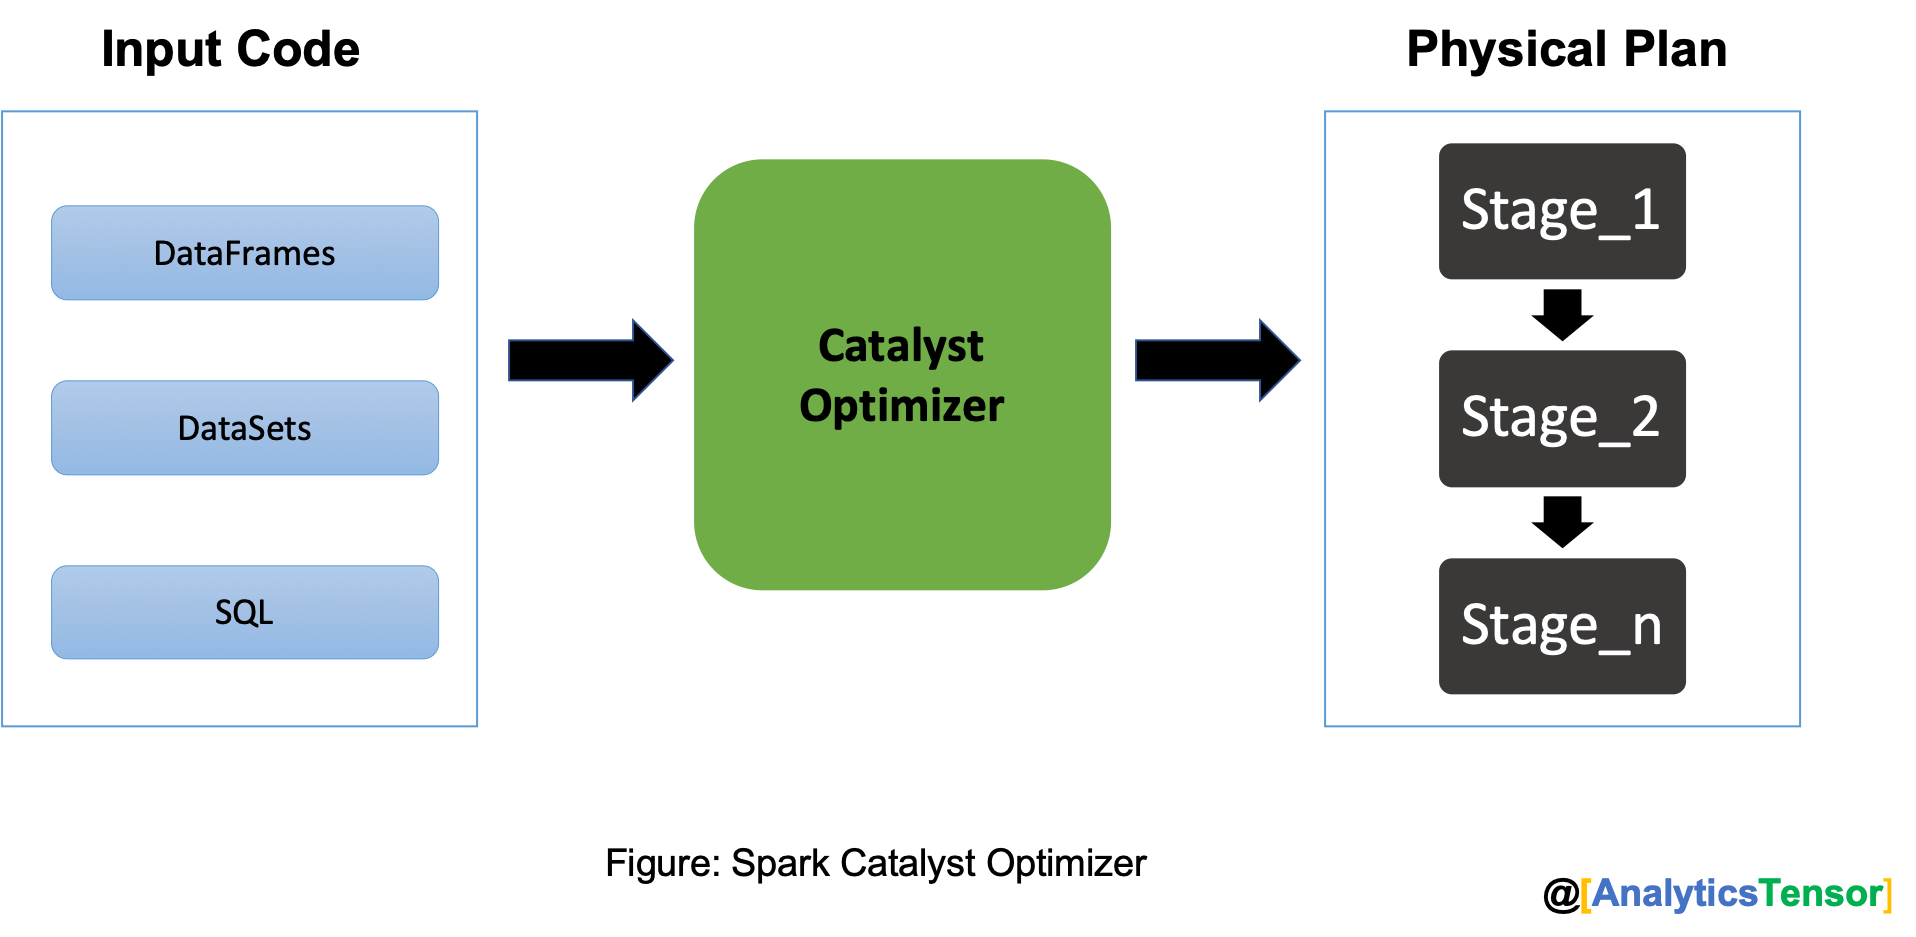 Input Code
DataFrames
DataSets
SQL
Catalyst
Optimizer
Physical Plan
Stage_1
Stage_2
Stage_n
Figure: Spark Catalyst Optimizer
@[AnalyticsTensor]